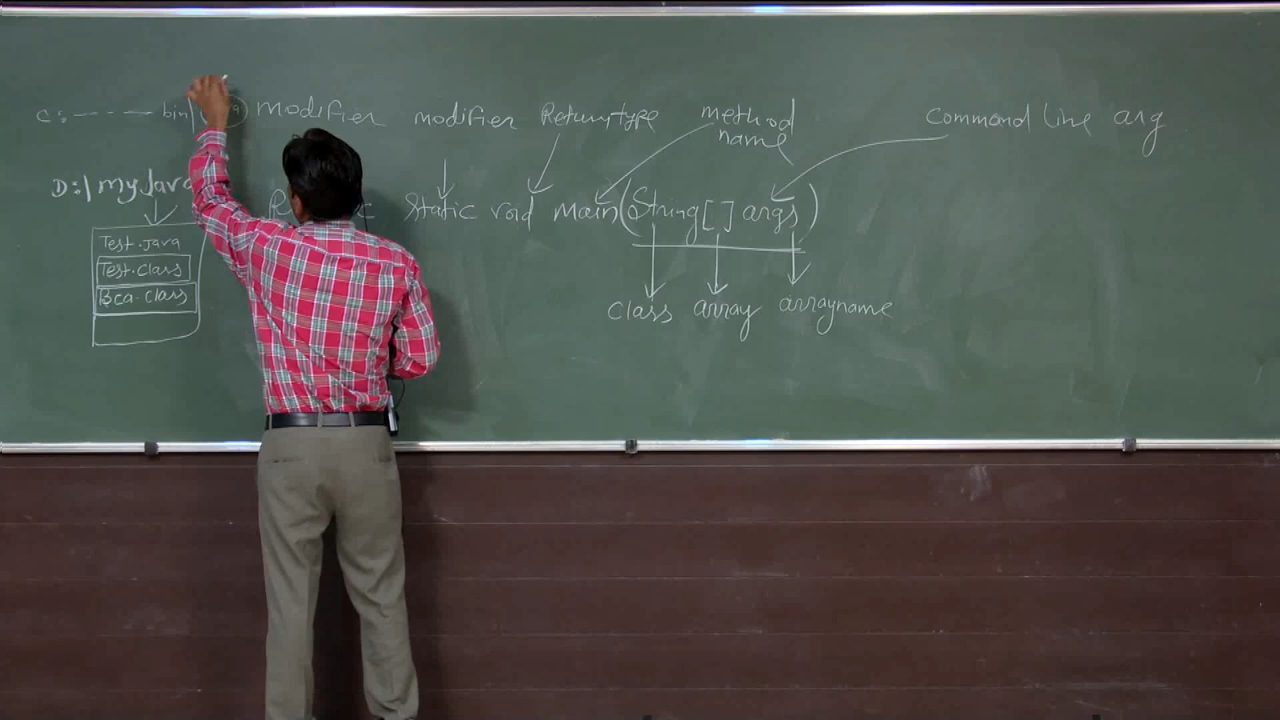 c:----- bin\ modifier modifier Returntype method name command line arg
D:\myJava static void main(String[] args)
Test.java
Test.class
Bca.class
class array arrayname